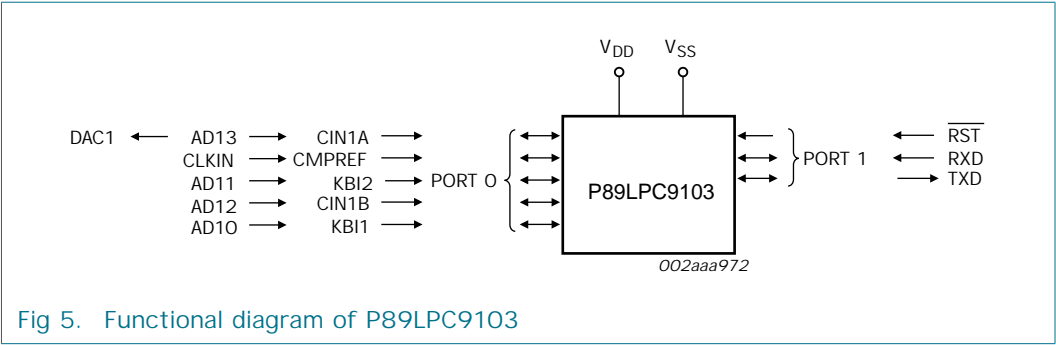 VDD VSS
DAC1 AD13 CIN1A RST
CLKIN CMPREF PORT 1 RXD
AD11 KBI2 PORT 0 TXD
P89LPC9103
AD12 CIN1B
AD10 KBI1
002aaa972
Fig 5. Functional diagram of P89LPC9103